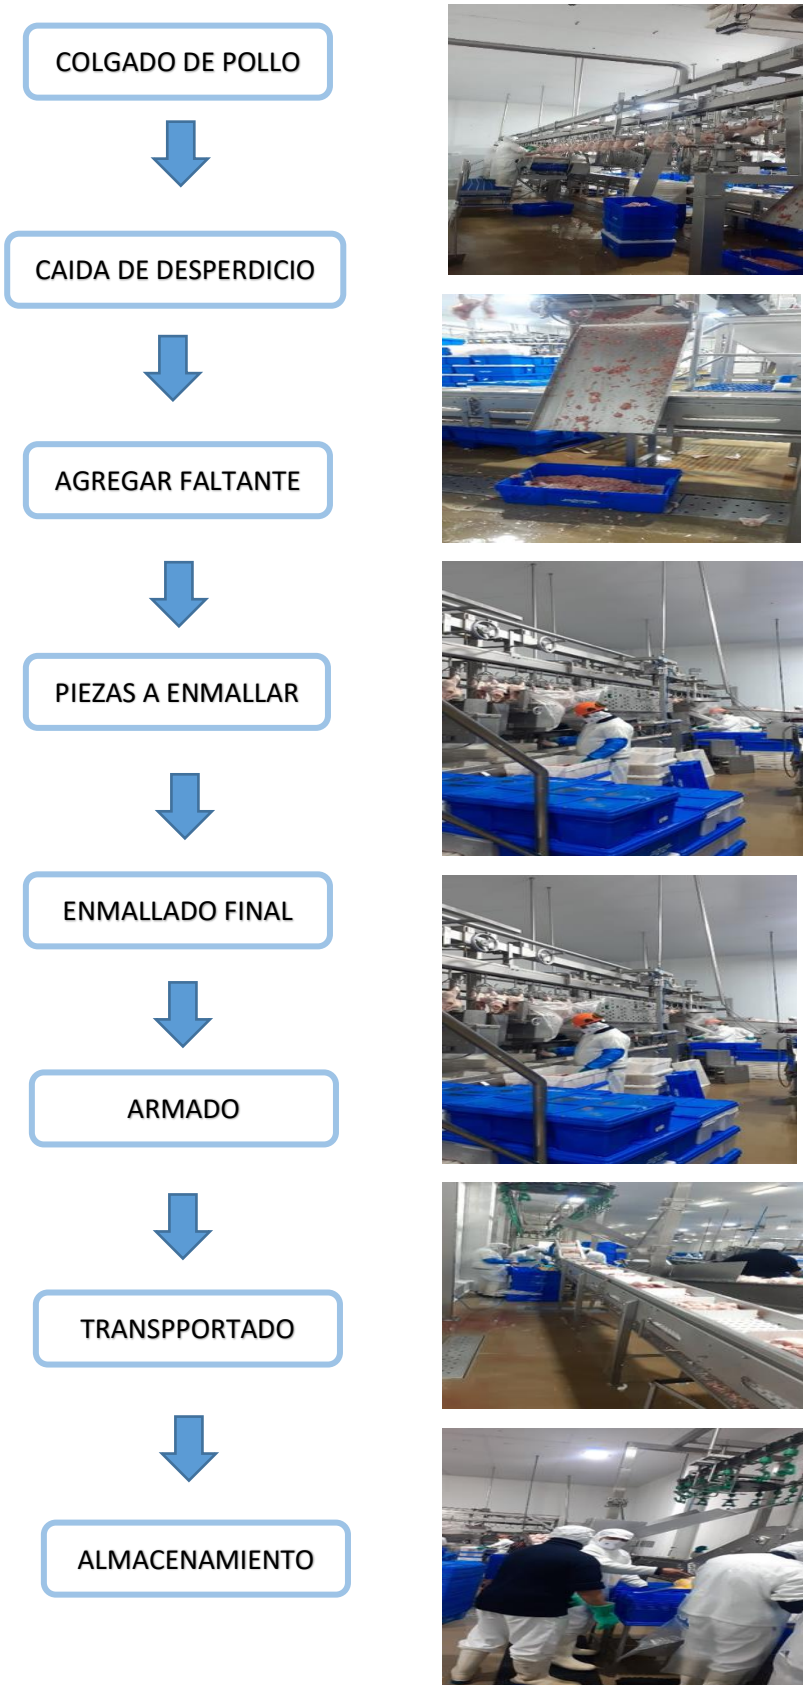 COLGADO DE POLLO
CAIDA DE DESPERDICIO
AGREGAR FALTANTE
PIEZAS A ENMALLAR
ENMALLADO FINAL
ARMADO
TRANSPPORTADO
ALMACENAMIENTO